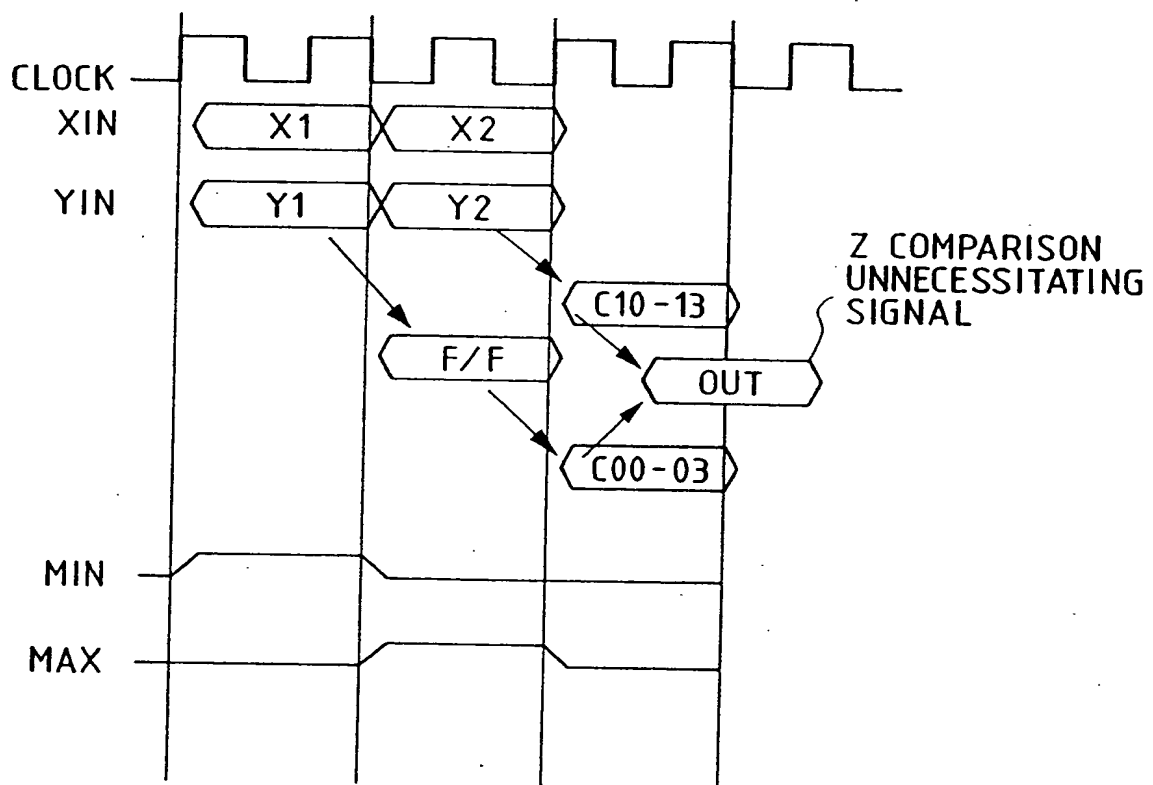 CLOCK
XIN X1 X2
YIN Y1 Y2
Z COMPARISON
UNNECESSITATING
SIGNAL
C10-13
F/F
OUT
C00-03
MIN
MAX